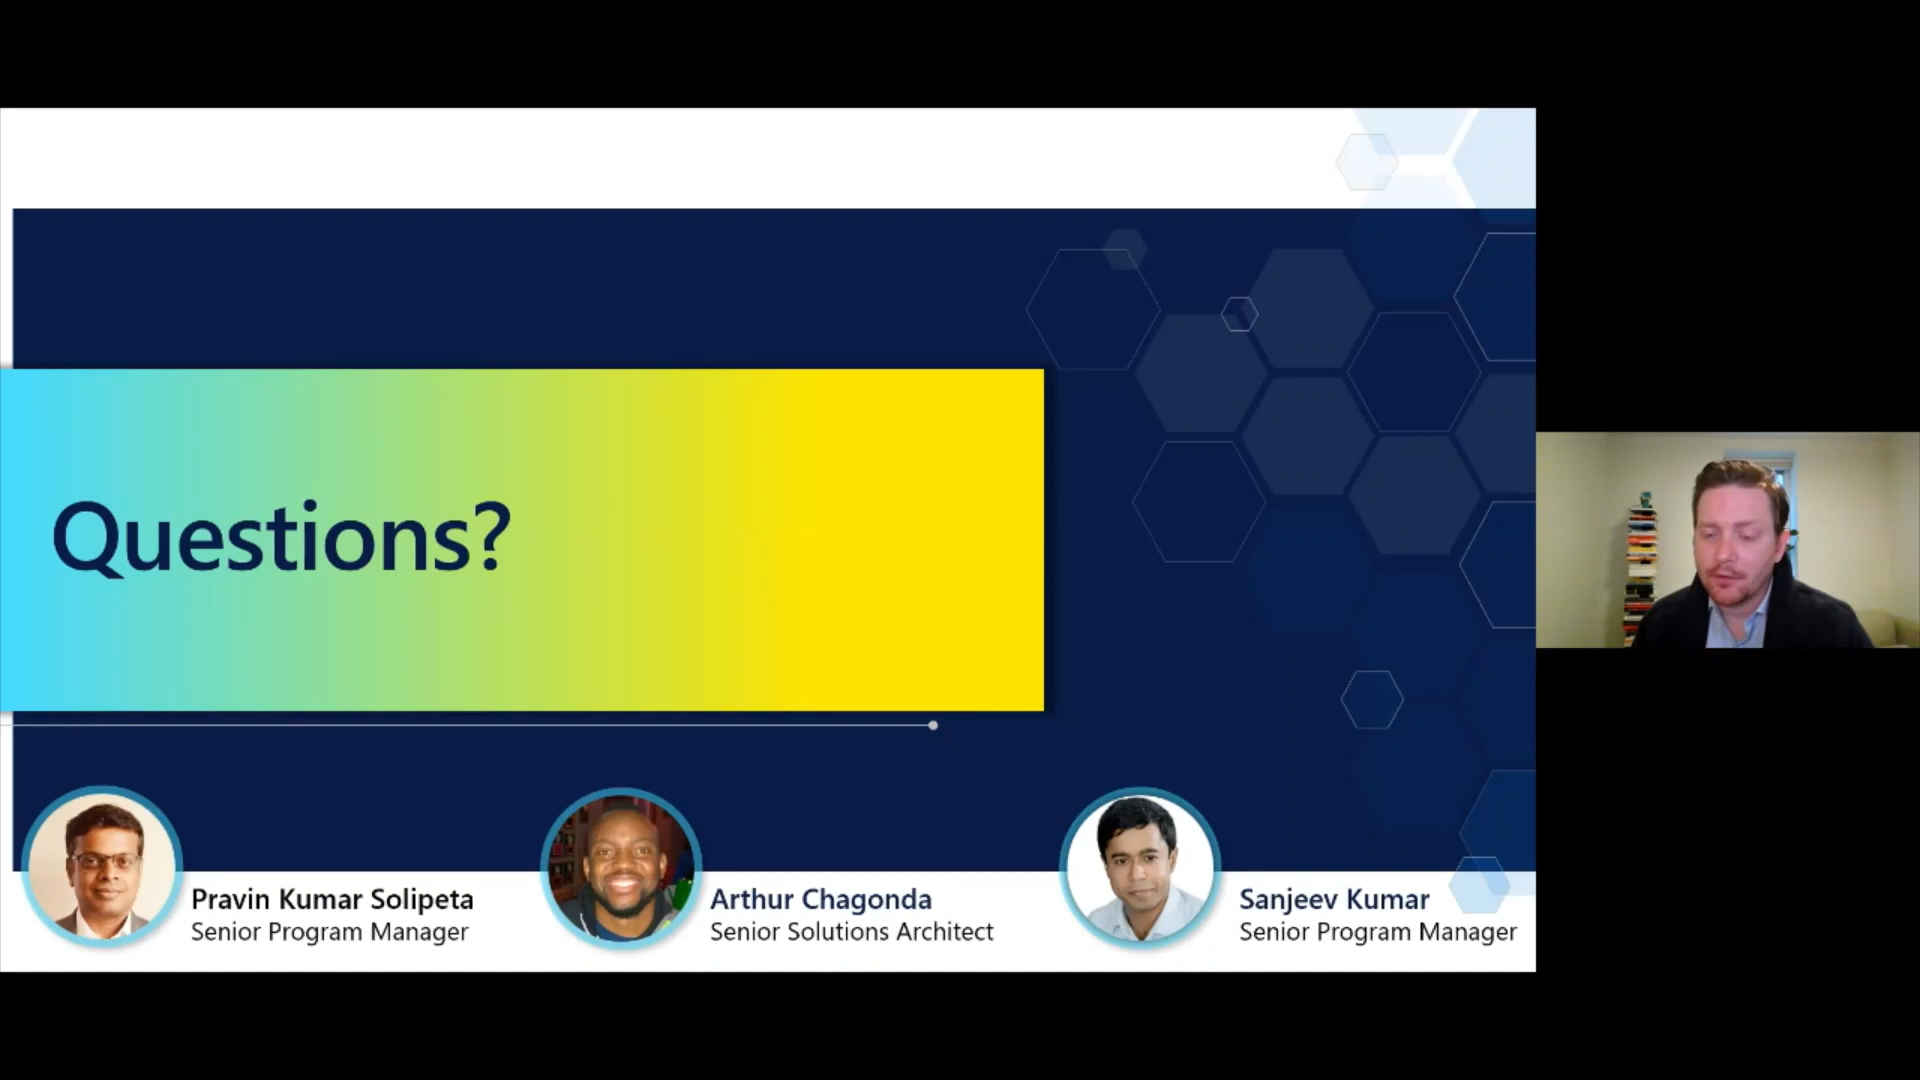 Questions?
Pravin Kumar Solipeta
Senior Program Manager
Arthur Chagonda
Senior Solutions Architect
Sanjeev Kumar
Senior Program Manager